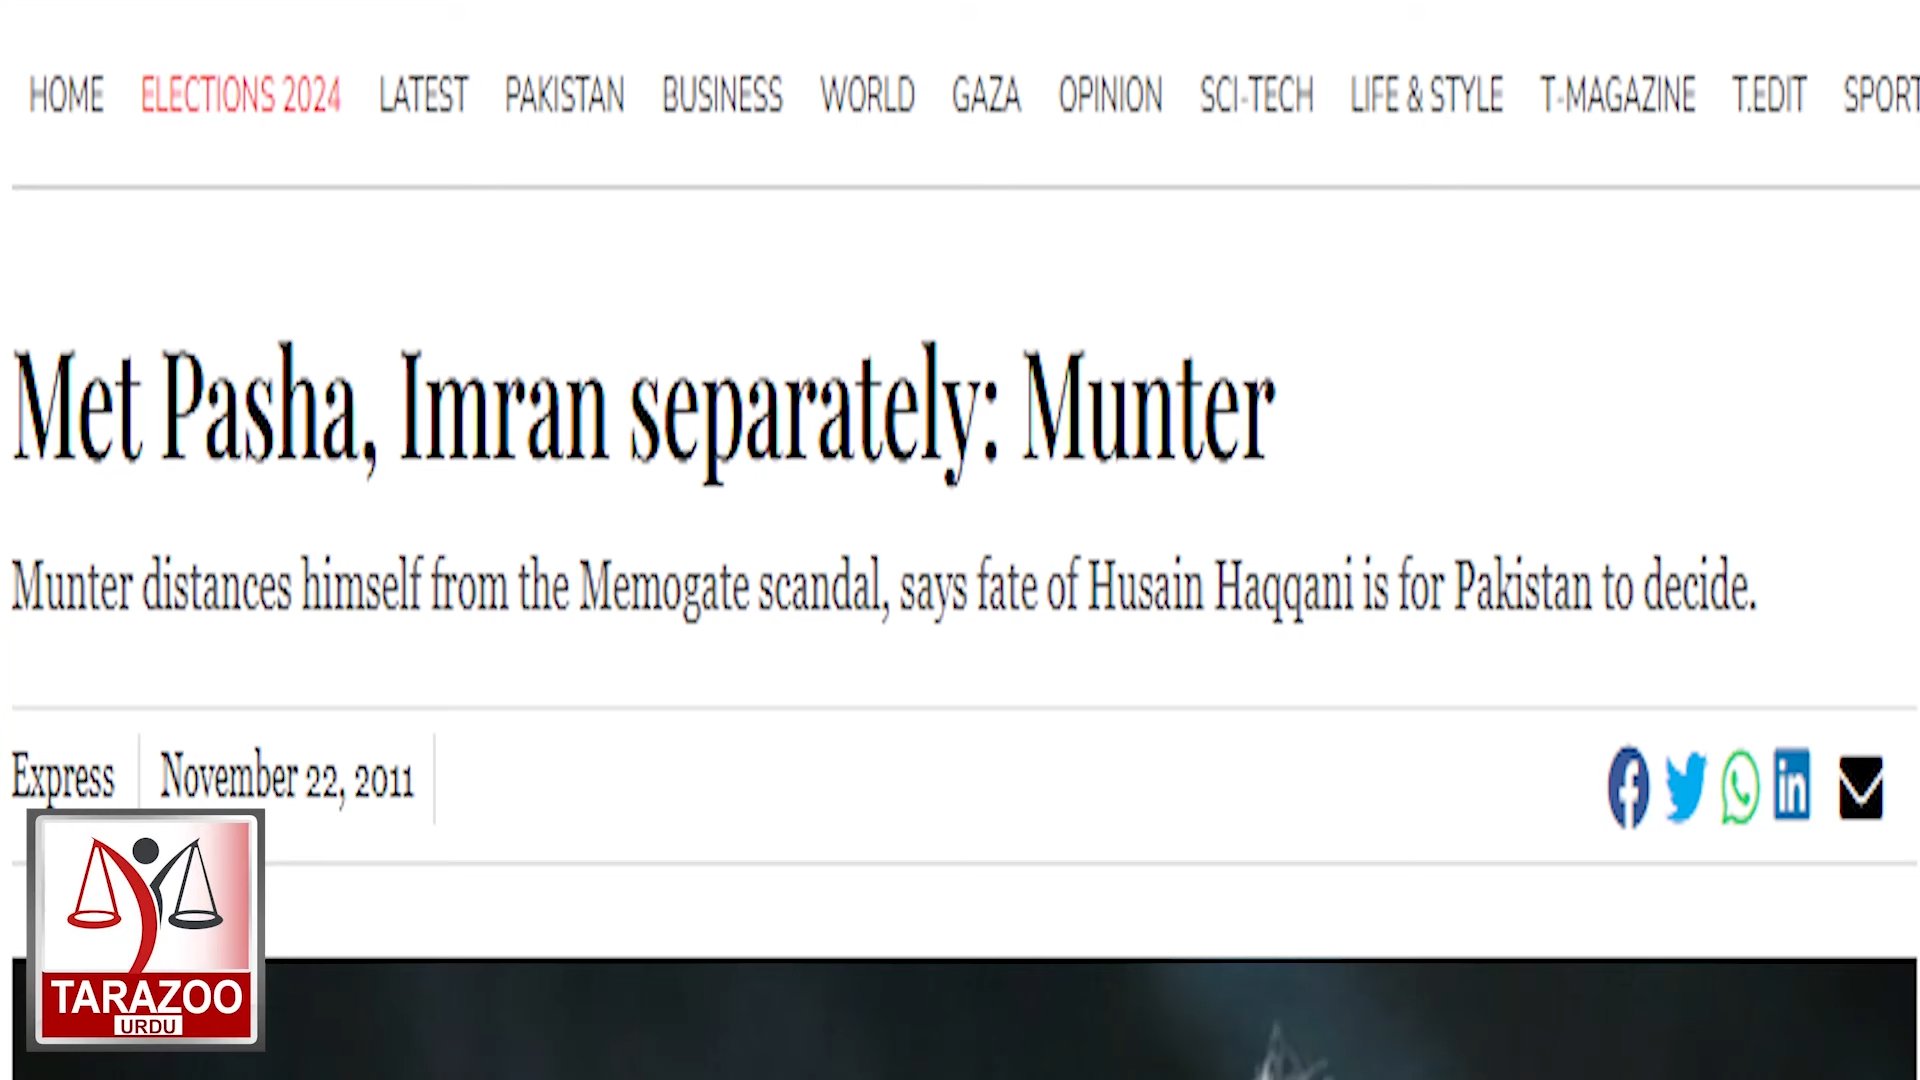 HOME ELECTIONS 2024 LATEST PAKISTAN BUSINESS WORLD GAZA OPINION SCI-TECH LIFE & STYLE T-MAGAZINE T.EDIT SPORT
Met Pasha, Imran separately: Munter
Munter distances himself from the Memogate scandal, says fate of Husain Haqqani is for Pakistan to decide.
Express November 22, 2011
TARAZOO
URDU